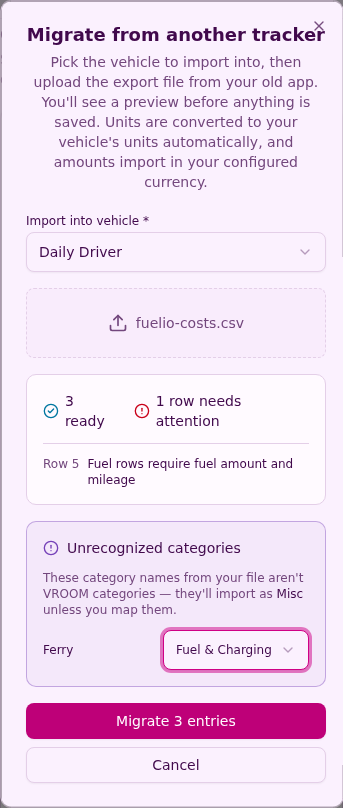 Migrate from another tracker
Pick the vehicle to import into, then
upload the export file from your old app.
You'll see a preview before anything is
saved. Units are converted to your
vehicle's units automatically, and
amounts import in your configured
currency.
Import into vehicle *
Daily Driver
fuelio-costs.csv
3
ready
1 row needs
attention
Row 5 Fuel rows require fuel amount and
mileage
Unrecognized categories
These category names from your file aren't
VROOM categories — they'll import as Misc
unless you map them.
Ferry
Fuel & Charging
Migrate 3 entries
Cancel